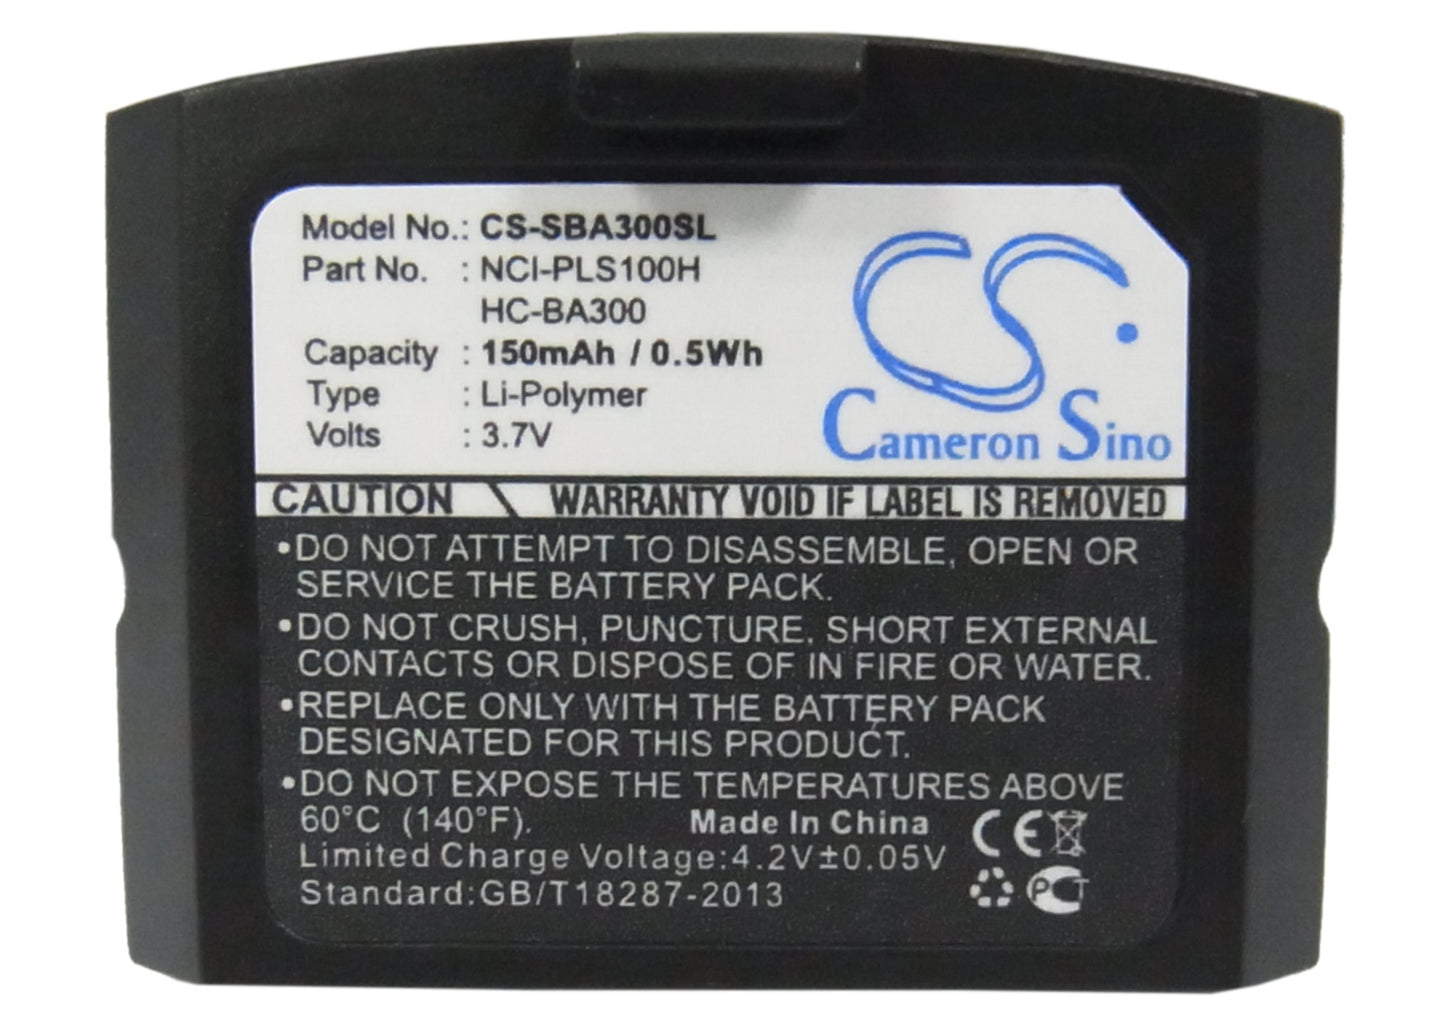 Model No.: CS-SBA300SL
Part No. : NCI-PLS100H
HC-BA300
Capacity : 150mAh / 0.5Wh
Type : Li-Polymer
Volts : 3.7V
CS
Cameron Sino
CAUTION WARRANTY VOID IF LABEL IS REMOVED
•DO NOT ATTEMPT TO DISASSEMBLE, OPEN OR
SERVICE THE BATTERY PACK.
•DO NOT CRUSH, PUNCTURE, SHORT EXTERNAL
CONTACTS OR DISPOSE OF IN FIRE OR WATER.
•REPLACE ONLY WITH THE BATTERY PACK
DESIGNATED FOR THIS PRODUCT.
•DO NOT EXPOSE THE TEMPERATURES ABOVE
60°C (140°F). Made In China CE
Limited Charge Voltage:4.2V±0.05V
Standard:GB/T18287-2013 PCT